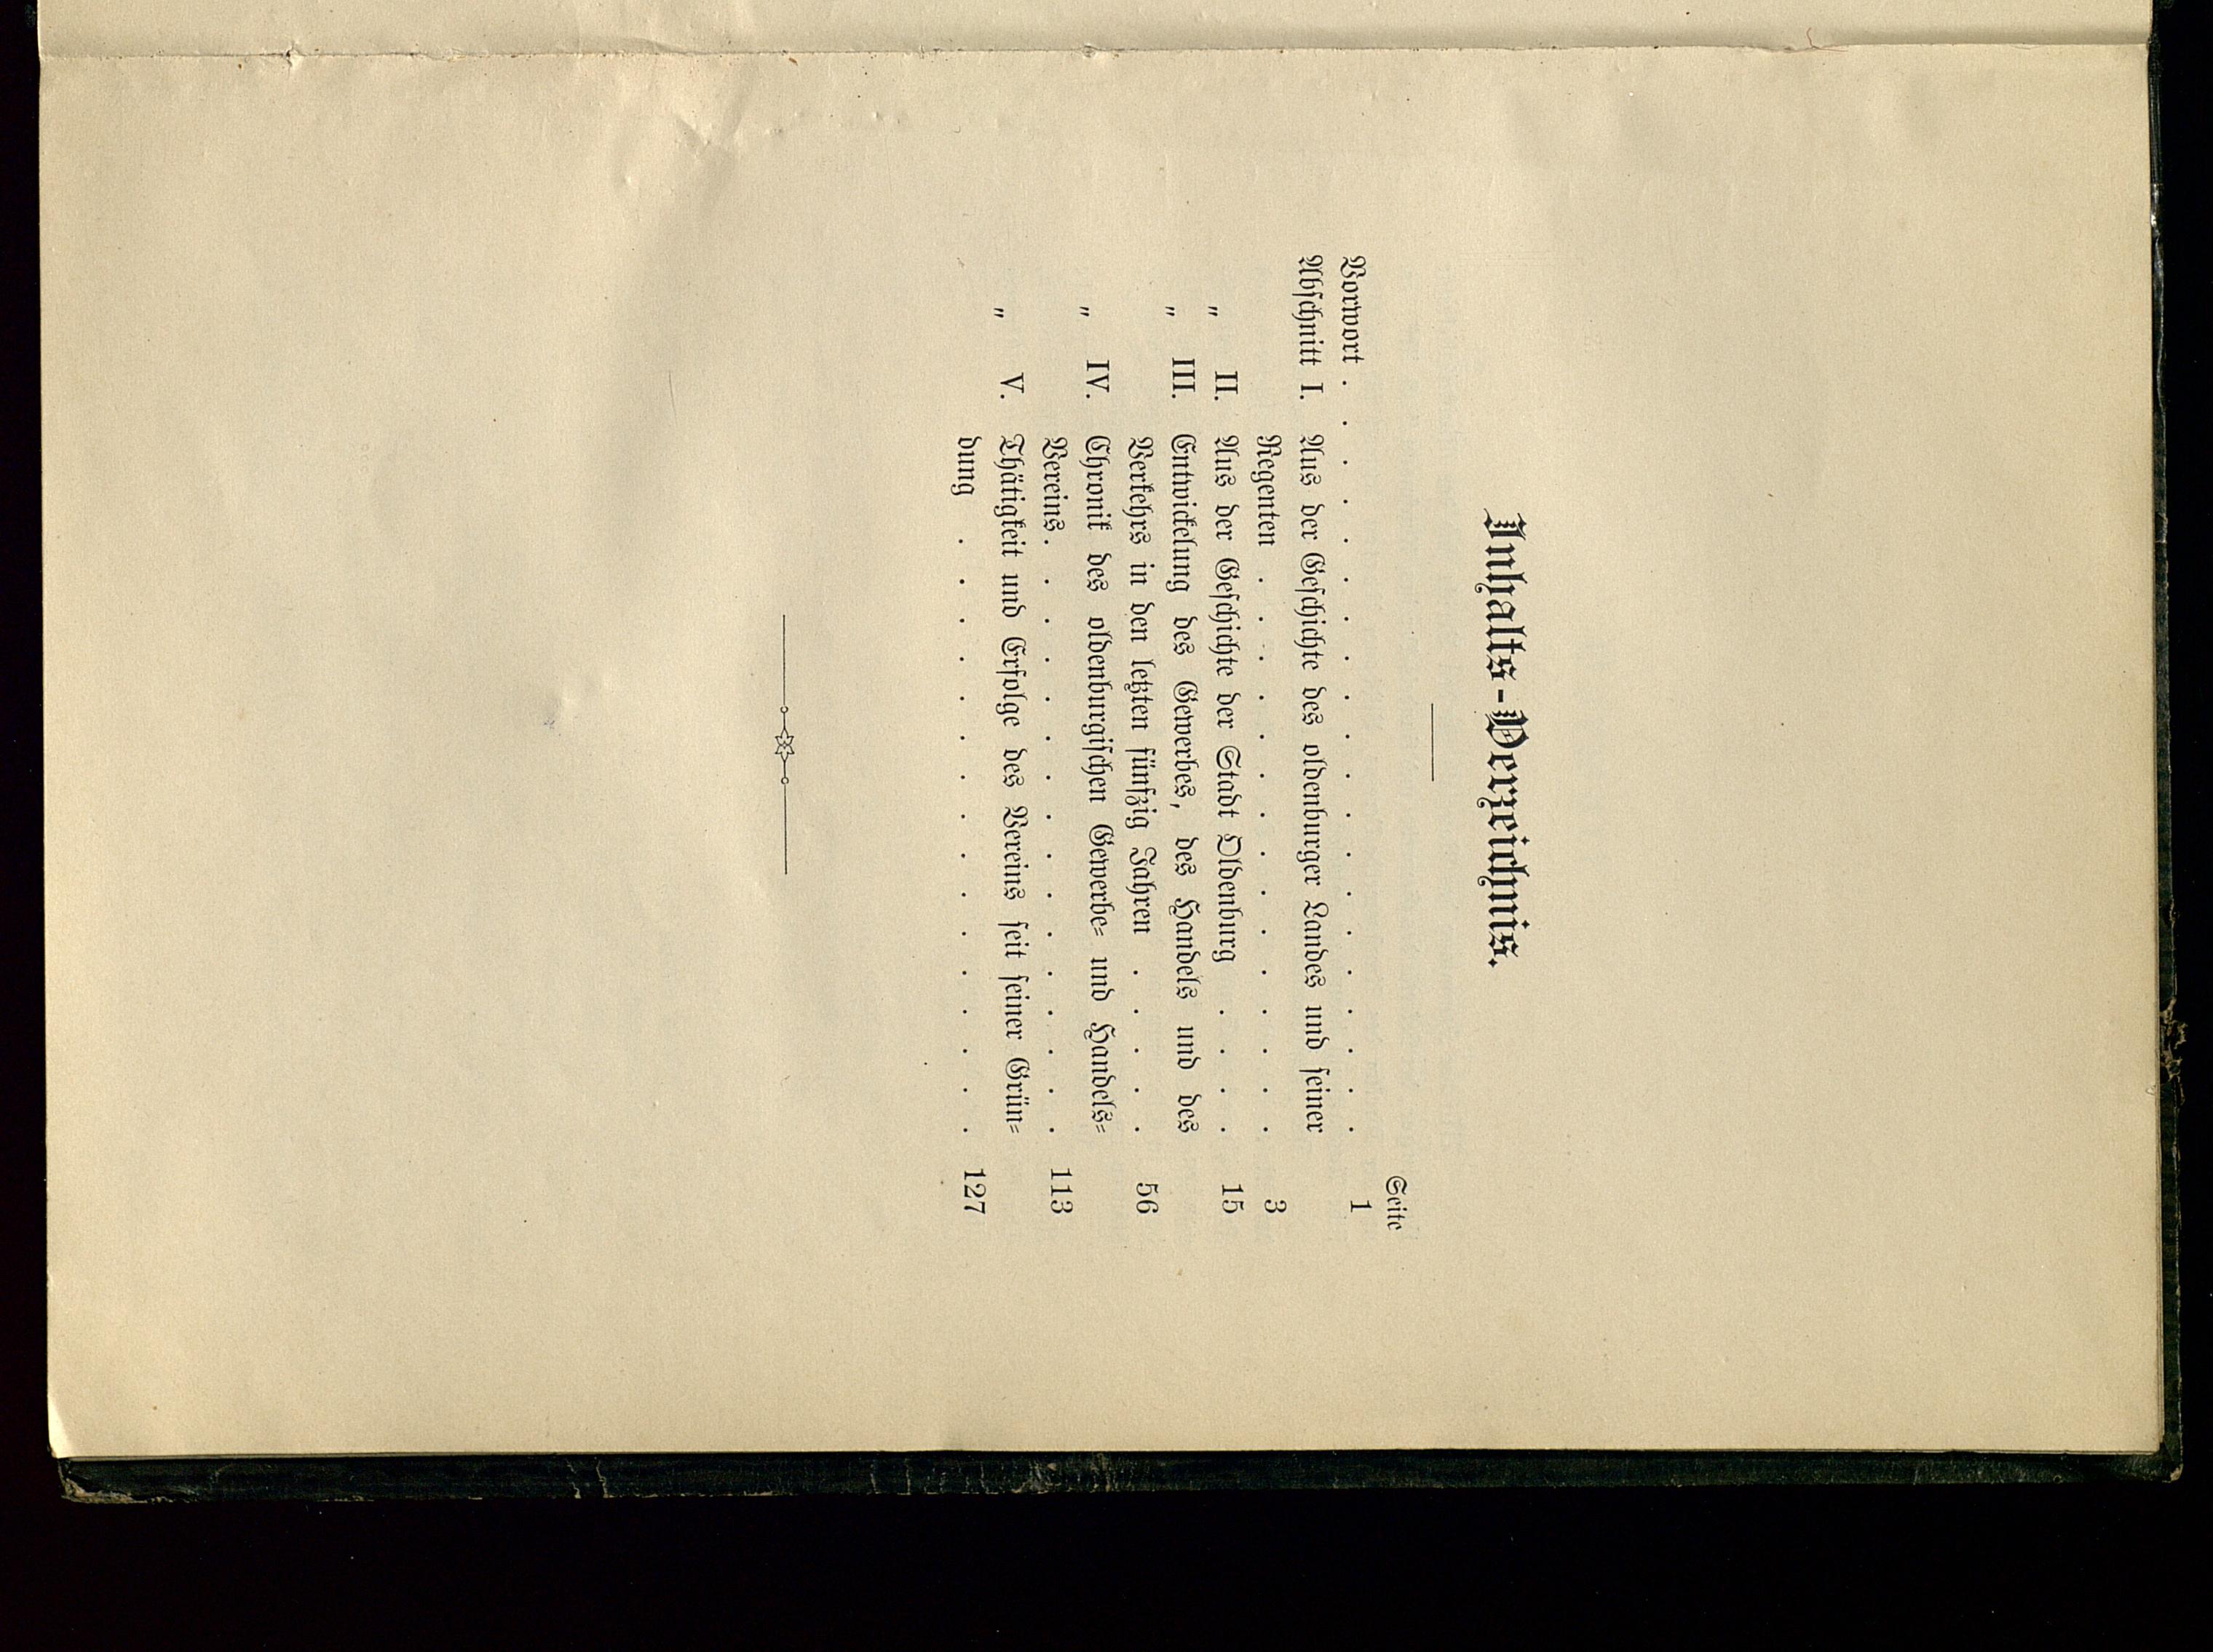 Inhalts-Verzeichnis.
Seite
Vorwort . . . . . . . . . . . . . . . . . . . . 1
Abschnitt I. Aus der Geschichte des oldenburger Landes und seiner
Regenten . . . . . . . . . . . . . . . 3
" II. Aus der Geschichte der Stadt Oldenburg . . . . 15
" III. Entwickelung des Gewerbes, des Handels und des
Verkehrs in den letzten fünfzig Jahren . . . . . 56
" IV. Chronik des oldenburgischen Gewerbe- und Handels-
Vereins . . . . . . . . . . . . . . . . 113
" V. Thätigkeit und Erfolge des Vereins seit seiner Grün-
dung . . . . . . . . . . . . . . . . 127